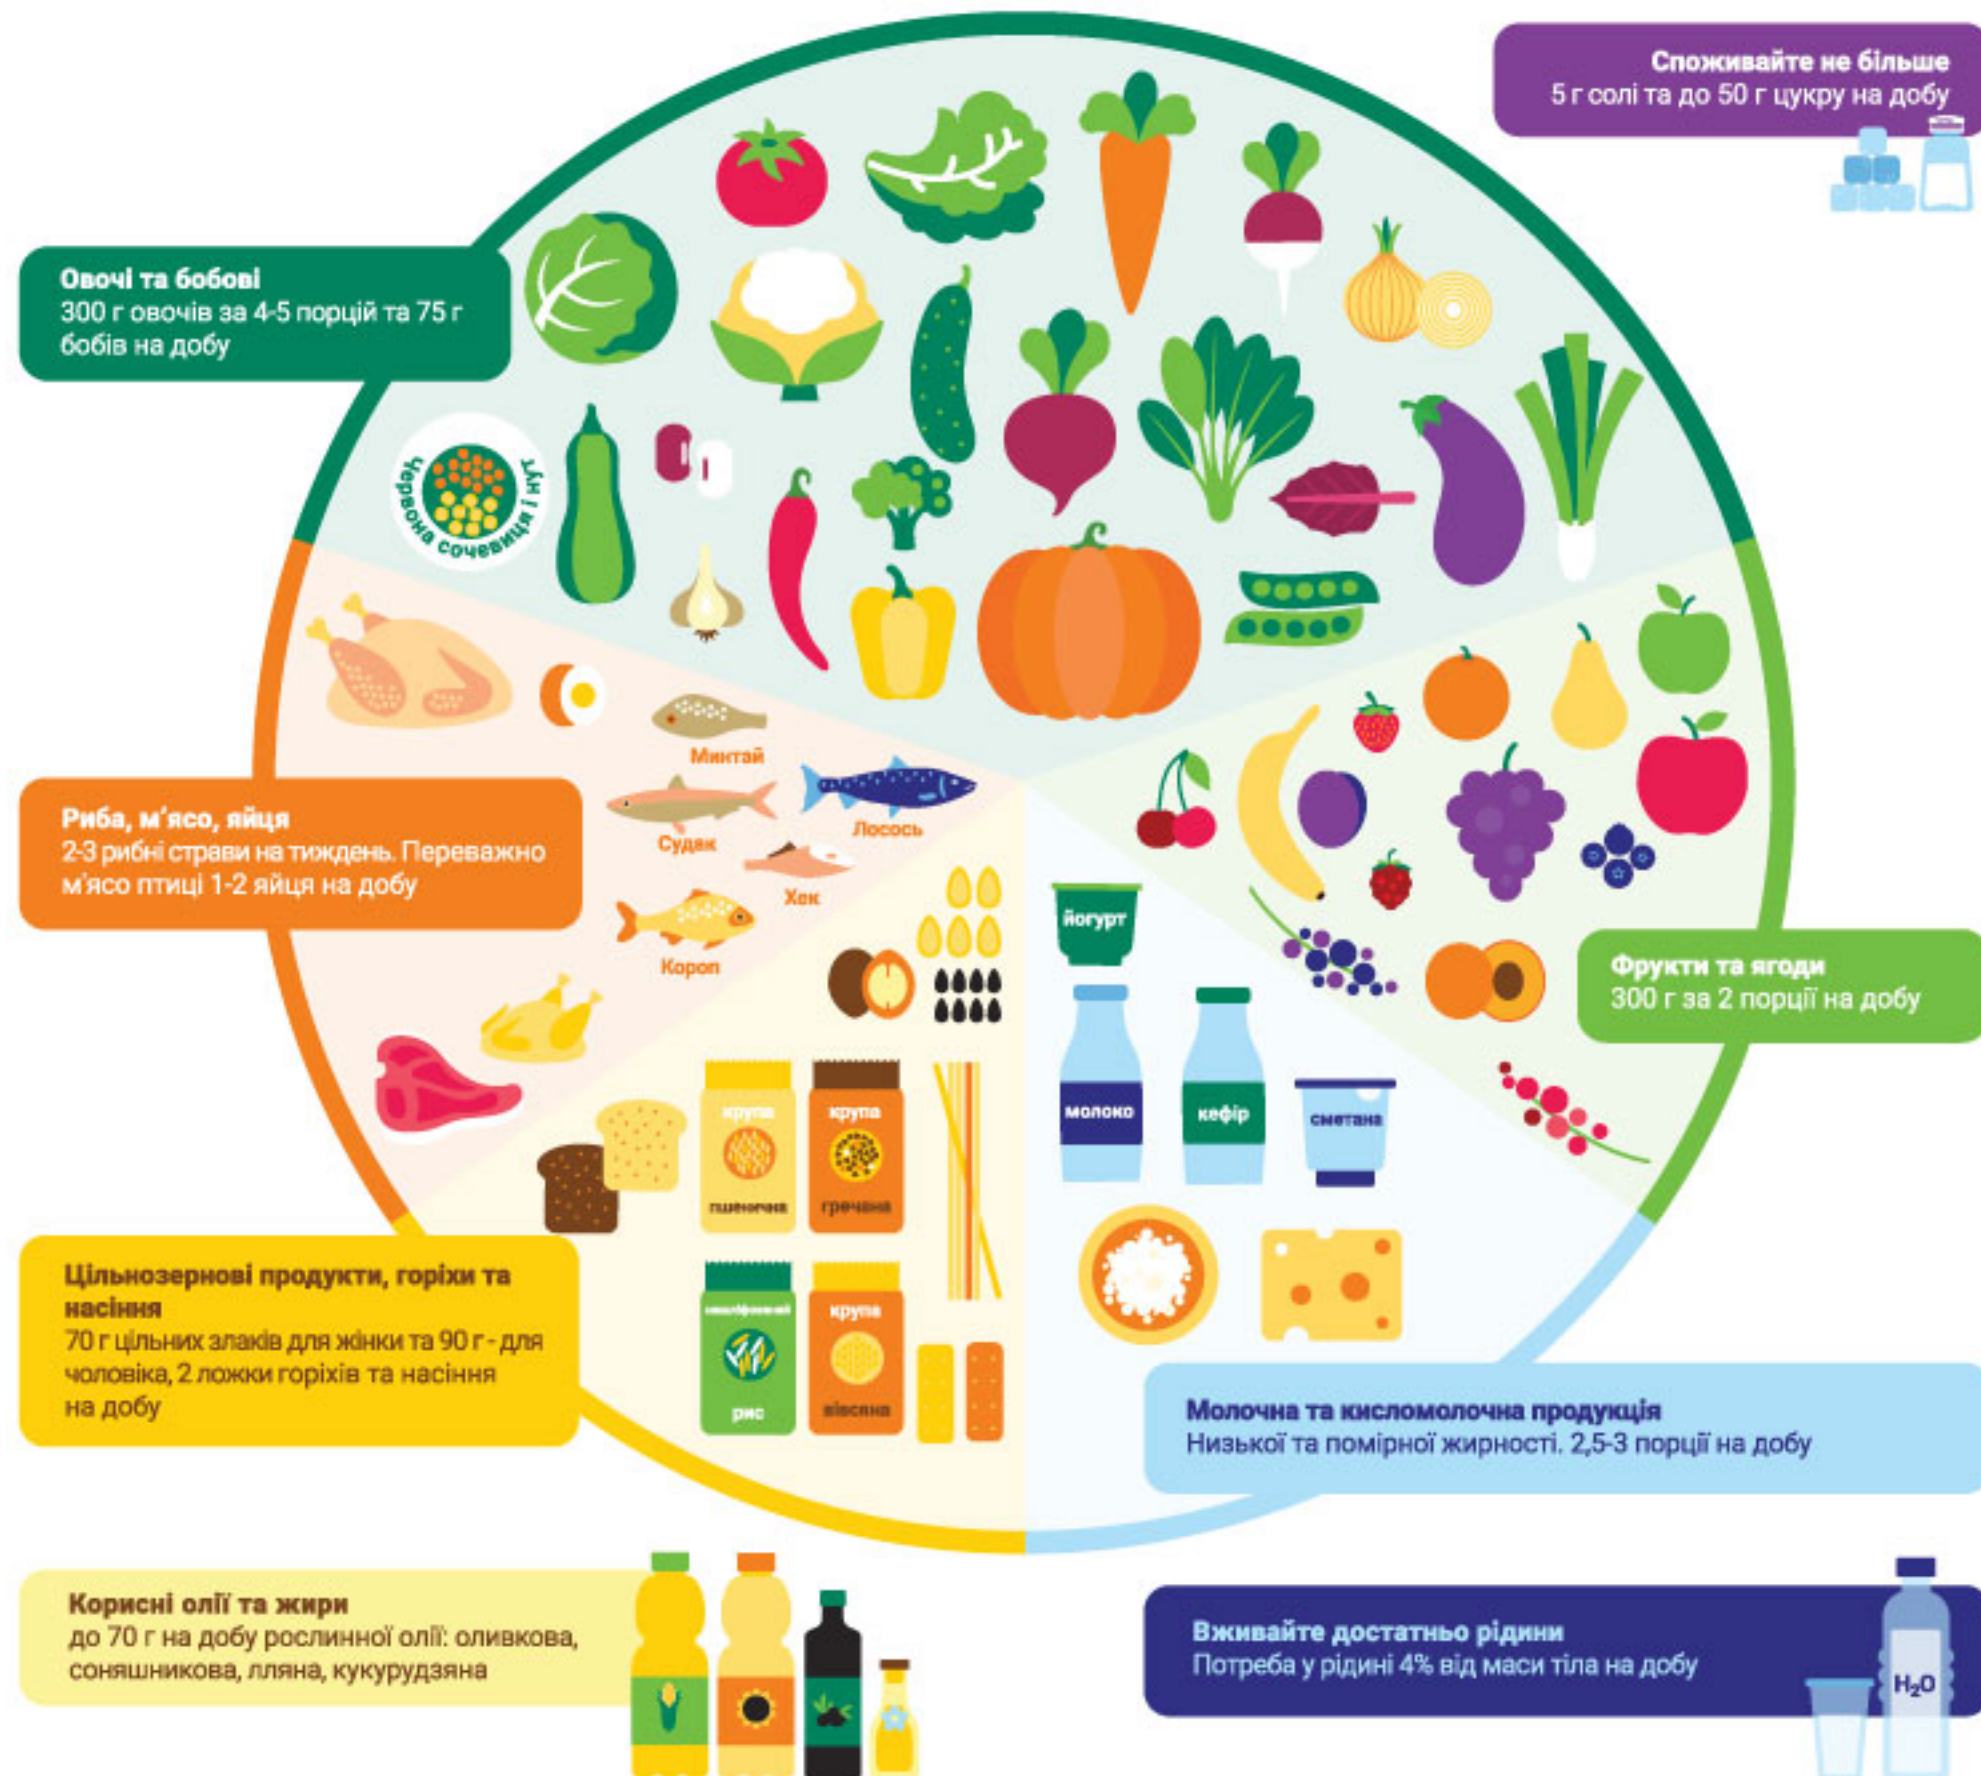 Споживайте не більше
5 г солі та до 50 г цукру на добу
Овочі та бобові
300 г овочів за 4-5 порцій та 75 г
бобів на добу
Червона сочевиця і нут
Минтай
Судак
Лосось
Хек
Короп
Риба, м'ясо, яйця
2-3 рибні страви на тиждень. Переважно
м'ясо птиці 1-2 яйця на добу
йогурт
молоко
кефір
сметана
Фрукти та ягоди
300 г за 2 порції на добу
крупа
пшенична
крупа
гречана
рис
крупа
вівсяна
Цільнозернові продукти, горіхи та
насіння
70 г цільних злаків для жінки та 90 г - для
чоловіка, 2 ложки горіхів та насіння
на добу
Молочна та кисломолочна продукція
Низької та помірної жирності. 2,5-3 порції на добу
Корисні олії та жири
до 70 г на добу рослинної олії: оливкова,
соняшникова, лляна, кукурудзяна
Вживайте достатньо рідини
Потреба у рідині 4% від маси тіла на добу
H₂O